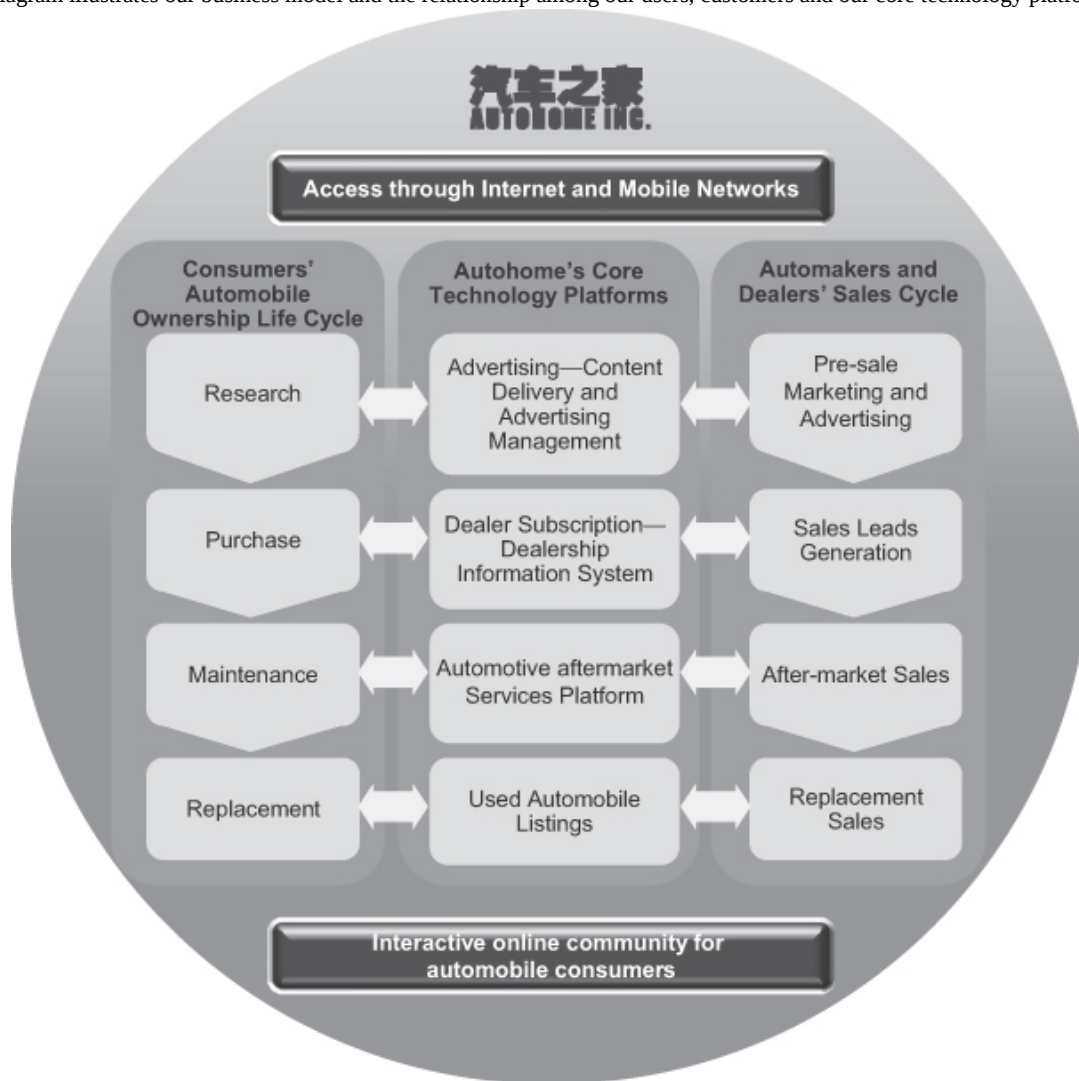 diagram illustrates our business model and the relationship among our users, customers and our core technology platfo
汽车之家
AUTOHOME INC.
Access through Internet and Mobile Networks
Consumers’
Automobile
Ownership Life Cycle
Research
Purchase
Maintenance
Replacement
Autohome’s Core
Technology Platforms
Advertising—Content
Delivery and
Advertising
Management
Dealer Subscription—
Dealership
Information System
Automotive aftermarket
Services Platform
Used Automobile
Listings
Automakers and
Dealers’ Sales Cycle
Pre-sale
Marketing and
Advertising
Sales Leads
Generation
After-market Sales
Replacement
Sales
Interactive online community for
automobile consumers